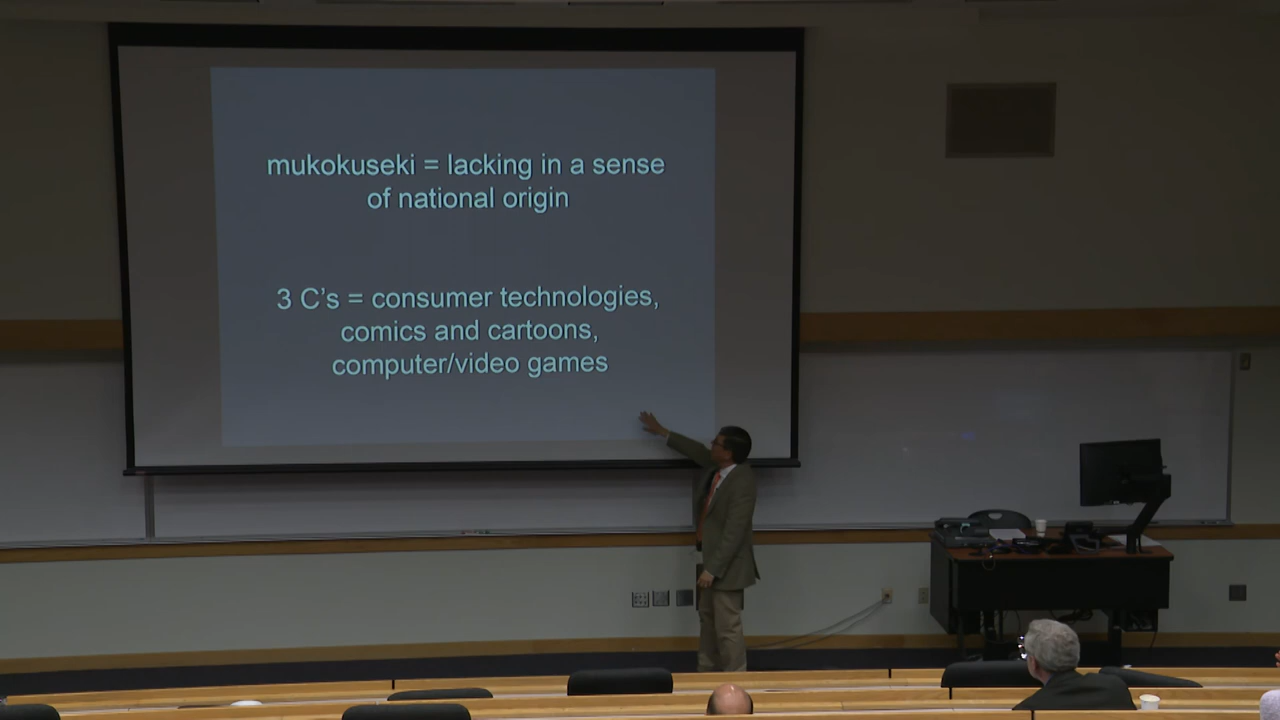 mukokuseki = lacking in a sense
of national origin
3 C's = consumer technologies,
comics and cartoons,
computer/video games